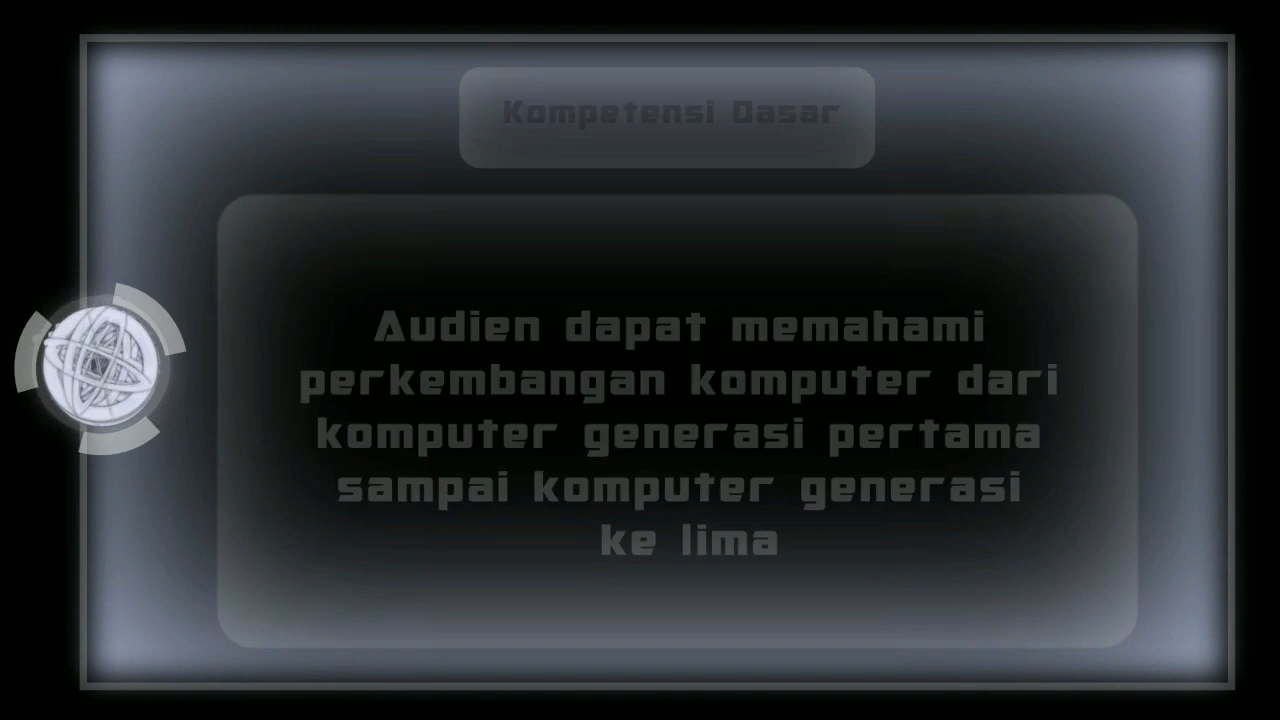 Kompetensi Dasar
Audien dapat memahami
perkembangan komputer dari
komputer generasi pertama
sampai komputer generasi
ke lima